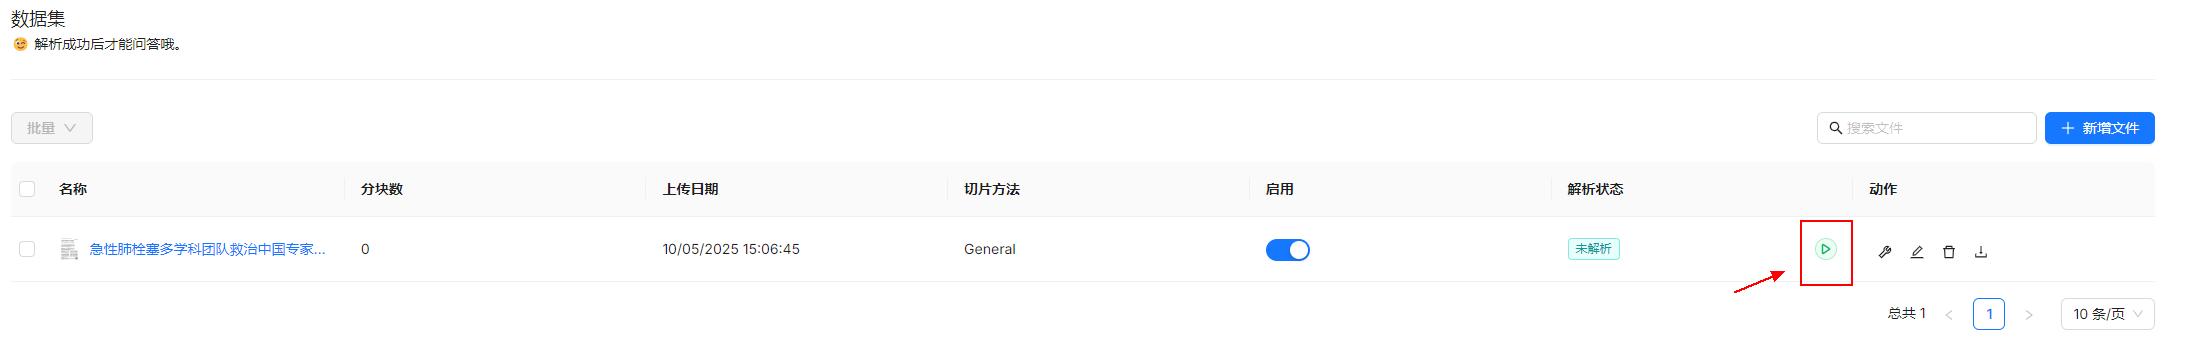 数据集
😉 解析成功后才能问答哦。
批量
搜索文件
+ 新增文件
名称 分块数 上传日期 切片方法 启用 解析状态 动作
急性肺栓塞多学科团队救治中国专家... 0 10/05/2025 15:06:45 General 未解析
总共 1 < 1 > 10 条/页